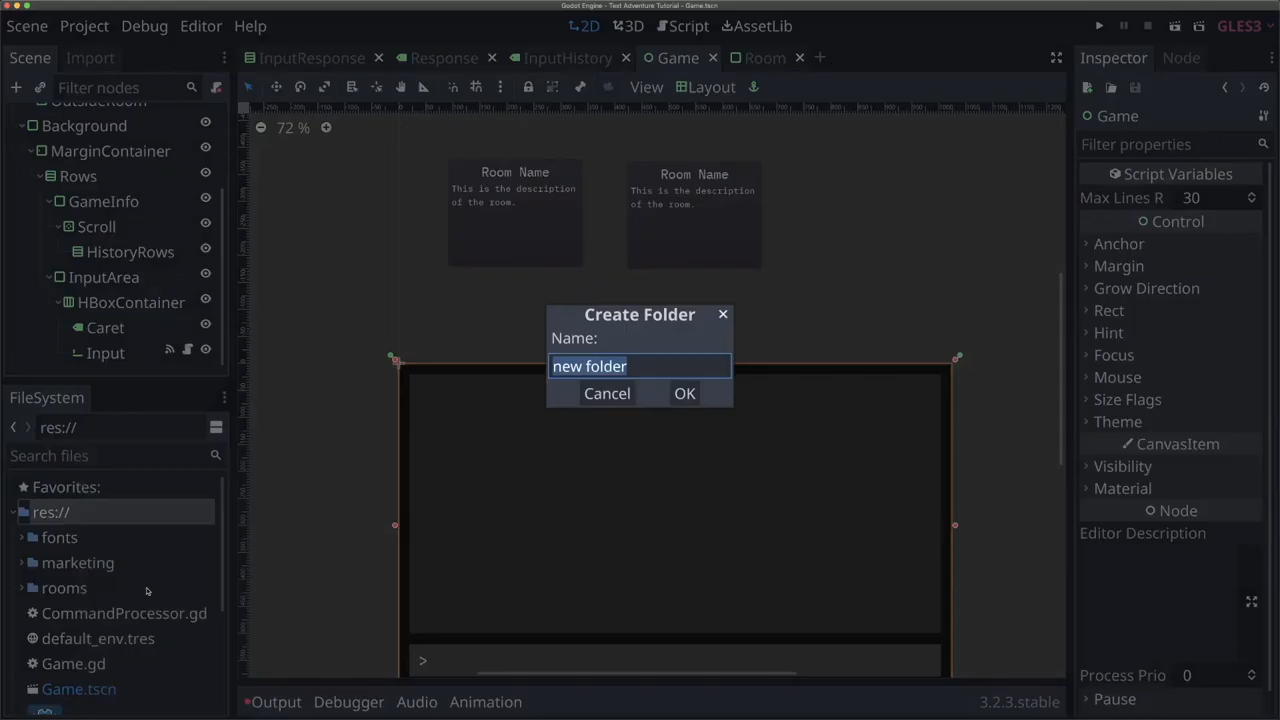 Godot Engine - Text Adventure Tutorial - Game.tscn
Scene Project Debug Editor Help
2D 3D Script AssetLib
GLES3
Scene Import
Filter nodes
OutsideRoom
Background
MarginContainer
Rows
GameInfo
Scroll
HistoryRows
InputArea
HBoxContainer
Caret
Input
FileSystem
res://
Search files
Favorites:
res://
fonts
marketing
rooms
CommandProcessor.gd
default_env.tres
Game.gd
Game.tscn
InputResponse Response InputHistory Game Room
View Layout
72 %
Room Name
This is the description
of the room.
Room Name
This is the description
of the room.
Create Folder
Name:
new folder
Cancel OK
>
Output Debugger Audio Animation
3.2.3.stable
Inspector Node
Game
Filter properties
Script Variables
Max Lines R 30
Control
Anchor
Margin
Grow Direction
Rect
Hint
Focus
Mouse
Size Flags
Theme
CanvasItem
Visibility
Material
Node
Editor Description
Process Prio 0
Pause